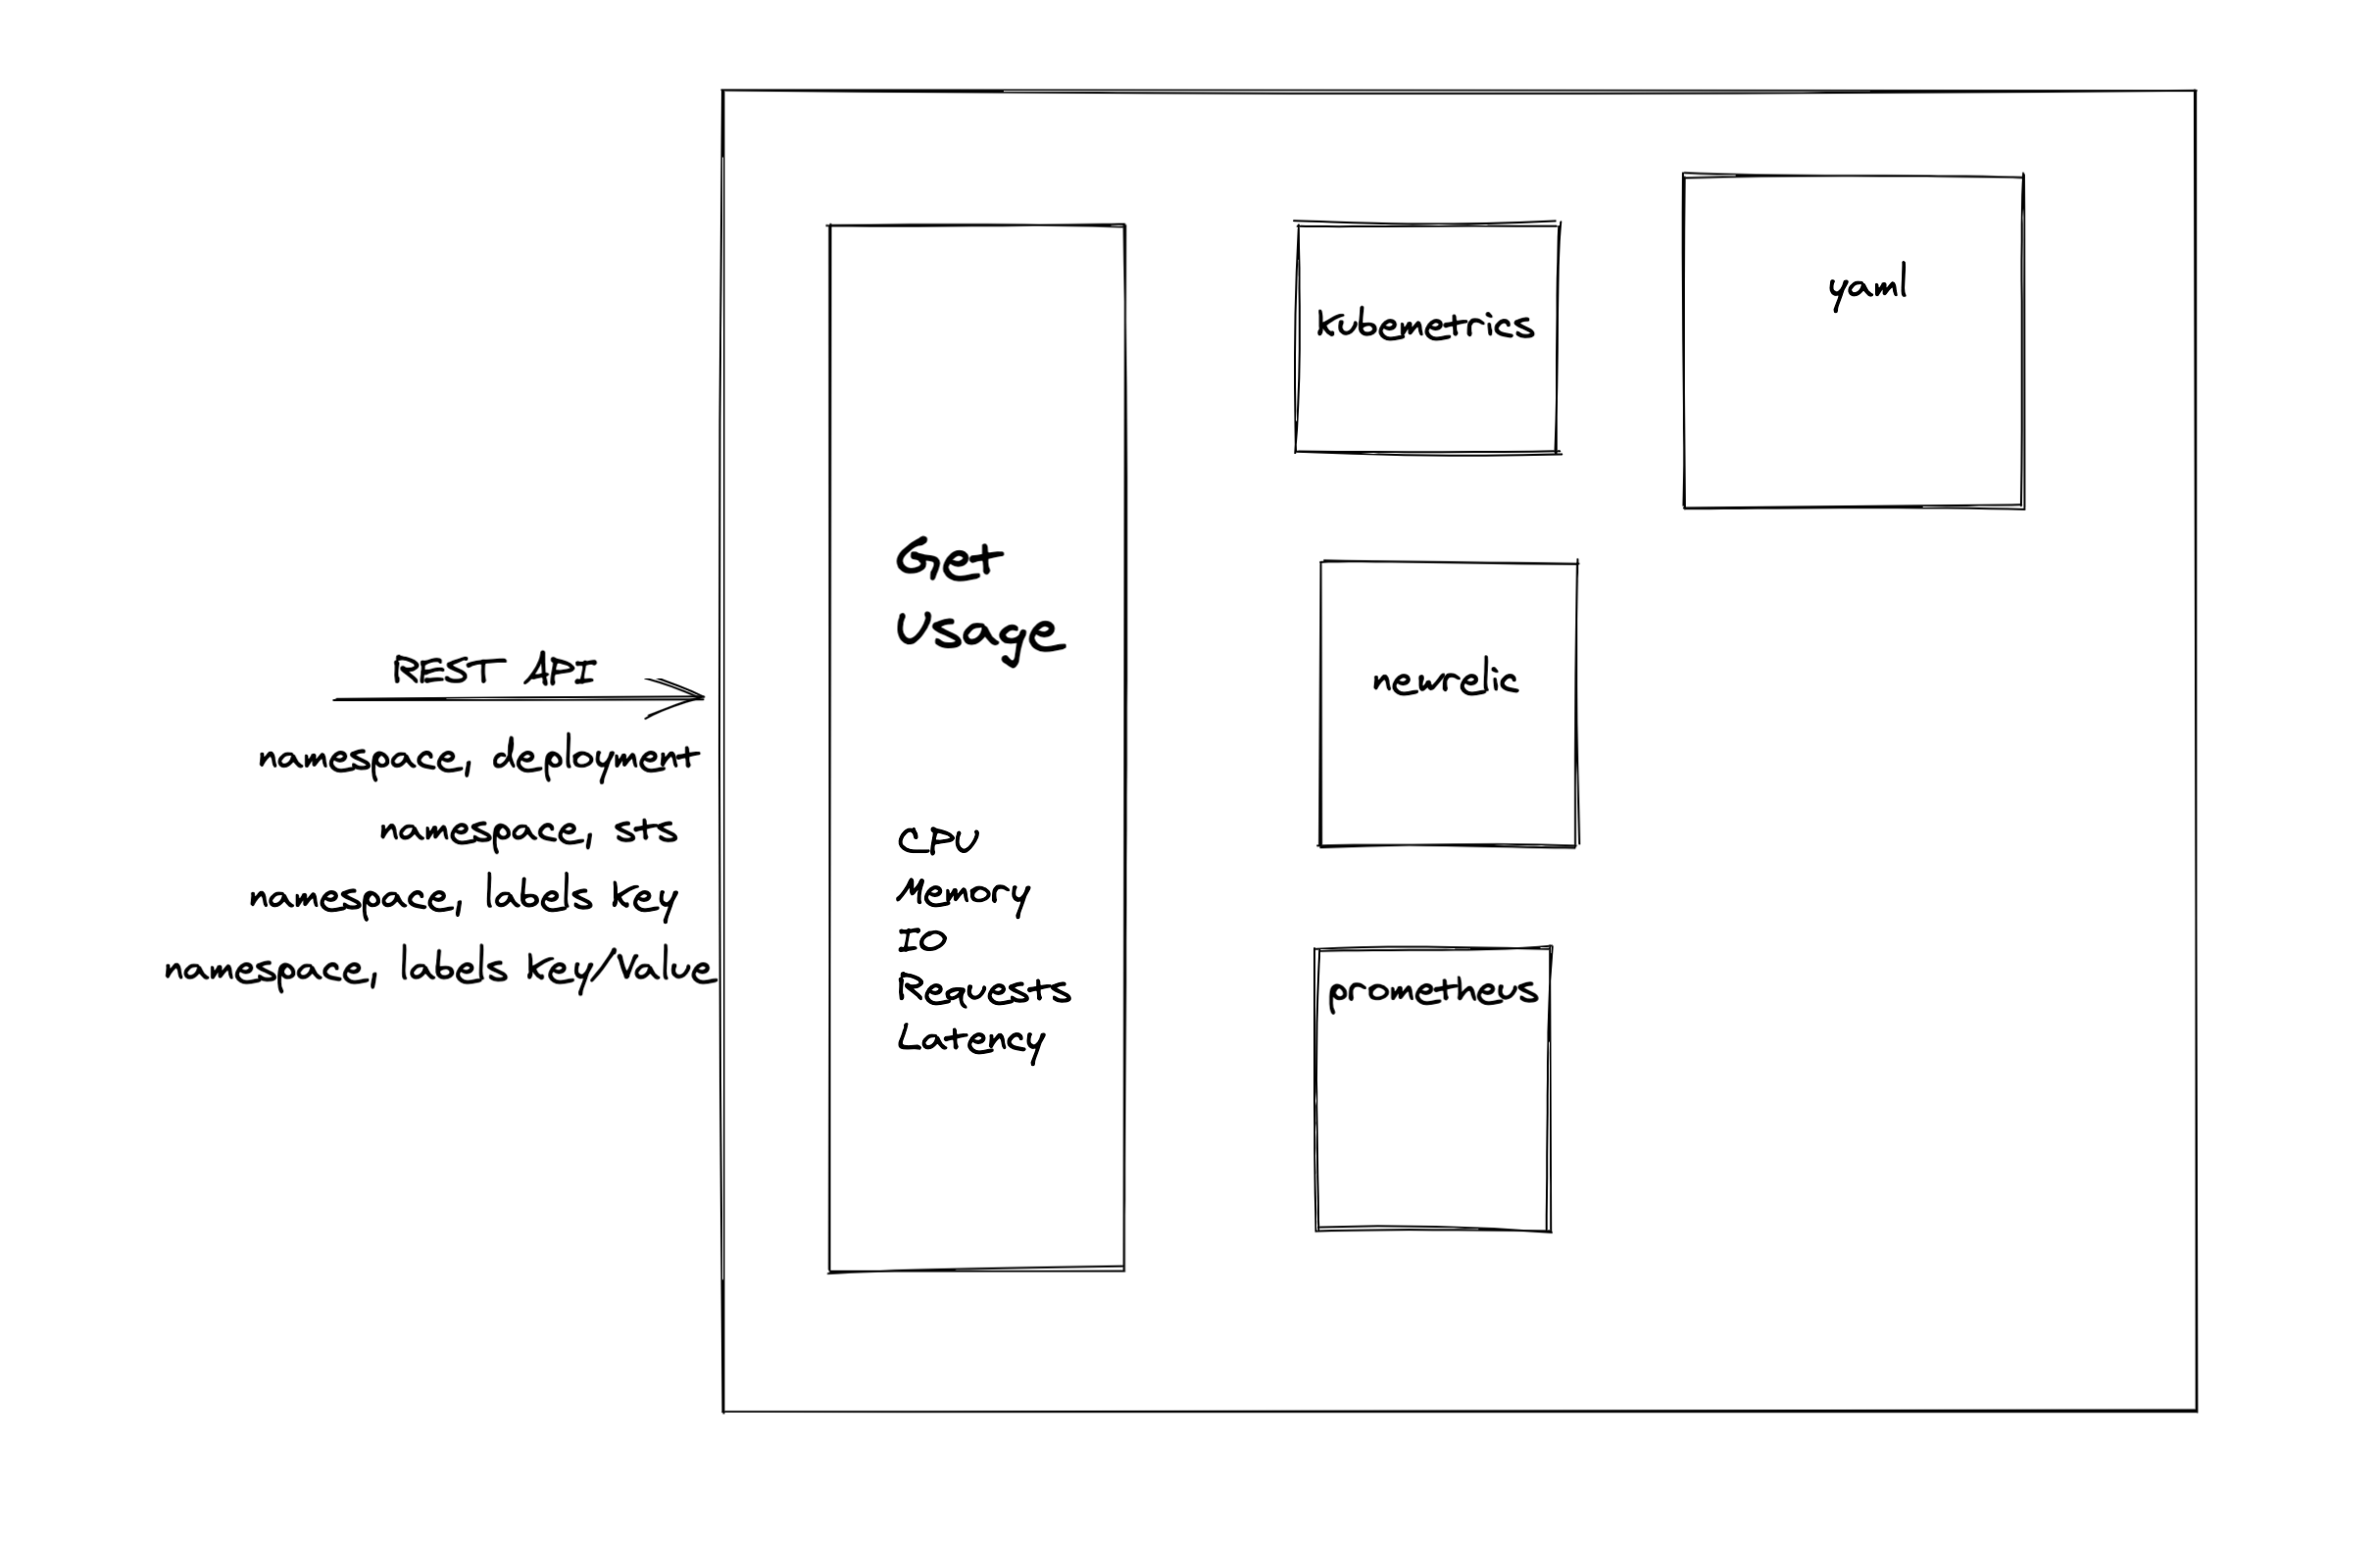 REST API
namespace, deployment
namespace, sts
namespace, labels key
namespace, labels key/value
Get
Usage
CPU
Memory
IO
Requests
Latency
kubemetrics
newrelic
prometheus
yaml